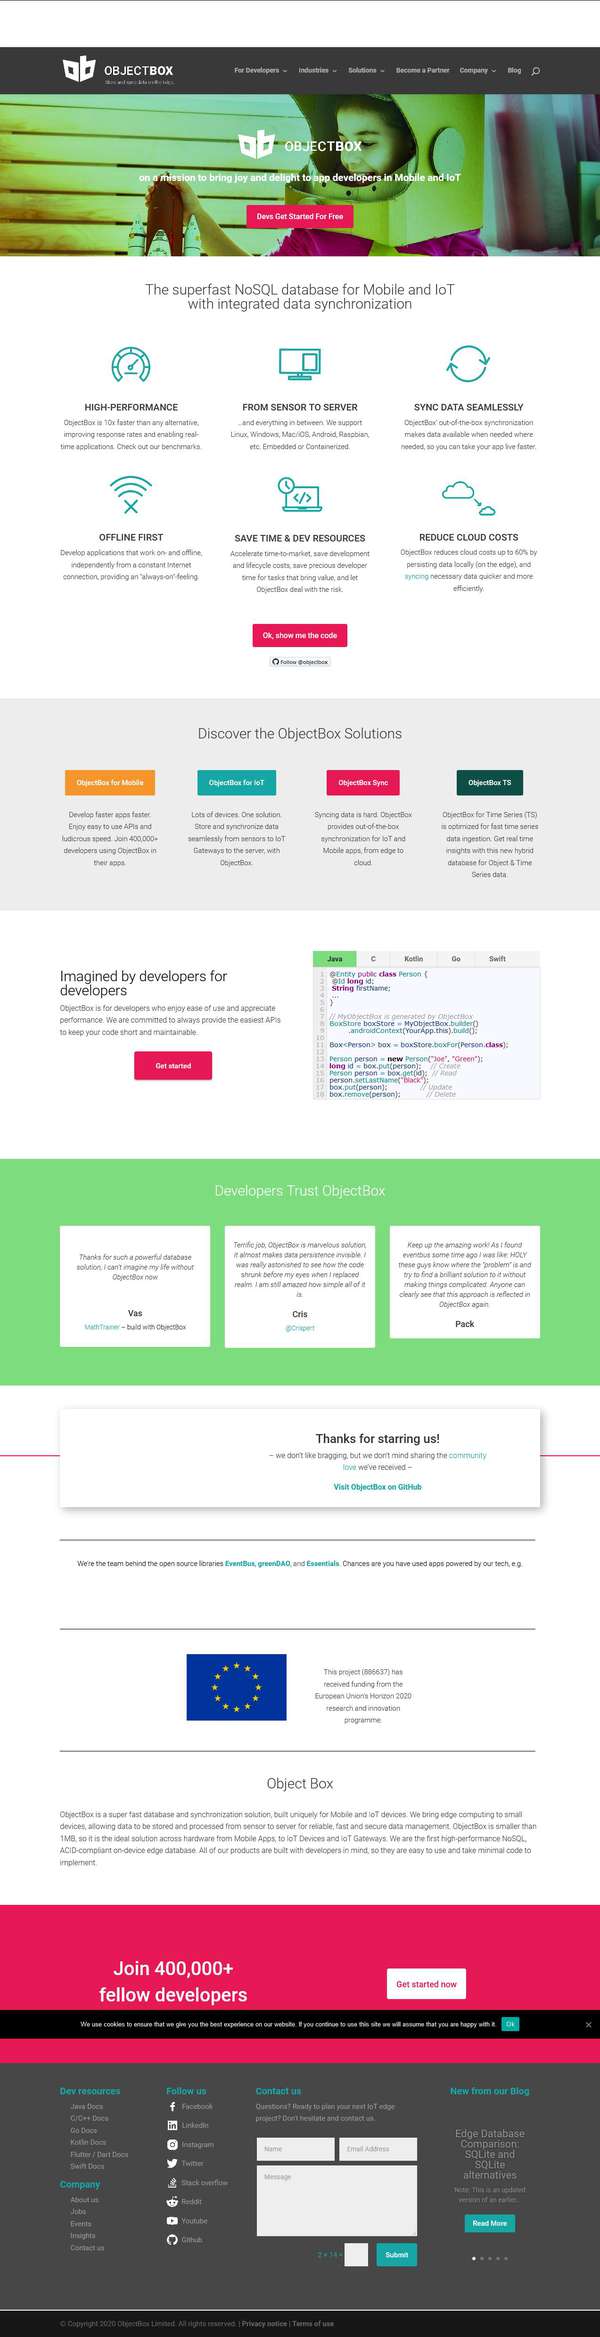 OBJECTBOX
Store and sync data on the edge.
For Developers
Industries
Solutions
Become a Partner
Company
Blog
OBJECTBOX
on a mission to bring joy and delight to app developers in Mobile and IoT
Devs Get Started For Free
The superfast NoSQL database for Mobile and IoT
with integrated data synchronization
HIGH-PERFORMANCE
ObjectBox is 10x faster than any alternative,
improving response rates and enabling real-
time applications. Check out our benchmarks.
FROM SENSOR TO SERVER
...and everything in between. We support
Linux, Windows, Mac/iOS, Android, Raspbian,
etc. Embedded or Containerized.
SYNC DATA SEAMLESSLY
ObjectBox' out-of-the-box synchronization
makes data available when needed where
needed, so you can take your app live faster.
OFFLINE FIRST
Develop applications that work on- and offline,
independently from a constant Internet
connection, providing an "always-on"-feeling.
SAVE TIME & DEV RESOURCES
Accelerate time-to-market, save development
and lifecycle costs, save precious developer
time for tasks that bring value, and let
ObjectBox deal with the risk.
REDUCE CLOUD COSTS
ObjectBox reduces cloud costs up to 60% by
persisting data locally (on the edge), and
syncing necessary data quicker and more
efficiently.
Ok, show me the code
Follow @objectbox
Discover the ObjectBox Solutions
ObjectBox for Mobile
Develop faster apps faster.
Enjoy easy to use APIs and
ludicrous speed. Join 400,000+
developers using ObjectBox in
their apps.
ObjectBox for IoT
Lots of devices. One solution.
Store and synchronize data
seamlessly from sensors to IoT
Gateways to the server, with
ObjectBox.
ObjectBox Sync
Syncing data is hard. ObjectBox
provides out-of-the-box
synchronization for IoT and
Mobile apps, from edge to
cloud.
ObjectBox TS
ObjectBox for Time Series (TS)
is optimized for fast time series
data ingestion. Get real time
insights with this new hybrid
database for Object & Time
Series data.
Imagined by developers for
developers
ObjectBox is for developers who enjoy ease of use and appreciate
performance. We are committed to always provide the easiest APIs
to keep your code short and maintainable.
Get started
Java
C
Kotlin
Go
Swift
1 @Entity public class Person {
2 @Id long id;
3 String firstName;
4 ...
5 }
6
7 // MyObjectBox is generated by ObjectBox
8 BoxStore boxStore = MyObjectBox.builder()
9 .androidContext(YourApp.this).build();
10
11 Box<Person> box = boxStore.boxFor(Person.class);
12
13 Person person = new Person("Joe", "Green");
14 long id = box.put(person); // Create
15 Person person = box.get(id); // Read
16 person.setLastName("Black");
17 box.put(person); // Update
18 box.remove(person); // Delete
Developers Trust ObjectBox
Thanks for such a powerful database
solution, I can't imagine my life without
ObjectBox now
Vas
MathTrainer – build with ObjectBox
Terrific job, ObjectBox is marvelous solution,
it almost makes data persistence invisible. I
was really astonished to see how the code
shrunk before my eyes when I replaced
realm. I am still amazed how simple all of it
is.
Cris
@Crispert
Keep up the amazing work! As I found
eventbus some time ago I was like: HOLY
these guys know where the "problem" is and
try to find a brilliant solution to it without
making things complicated. Anyone can
clearly see that this approach is reflected in
ObjectBox again.
Pack
Thanks for starring us!
– we don't like bragging, but we don't mind sharing the community
love we've received –
Visit ObjectBox on GitHub
We're the team behind the open source libraries EventBus, greenDAO, and Essentials. Chances are you have used apps powered by our tech, e.g.
This project (886637) has
received funding from the
European Union's Horizon 2020
research and innovation
programme.
Object Box
ObjectBox is a super fast database and synchronization solution, built uniquely for Mobile and IoT devices. We bring edge computing to small
devices, allowing data to be stored and processed from sensor to server for reliable, fast and secure data management. ObjectBox is smaller than
1MB, so it is the ideal solution across hardware from Mobile Apps, to IoT Devices and IoT Gateways. We are the first high-performance NoSQL,
ACID-compliant on-device edge database. All of our products are built with developers in mind, so they are easy to use and take minimal code to
implement.
Join 400,000+
fellow developers
Get started now
We use cookies to ensure that we give you the best experience on our website. If you continue to use this site we will assume that you are happy with it.
Ok
Dev resources
Java Docs
C/C++ Docs
Go Docs
Kotlin Docs
Flutter / Dart Docs
Swift Docs
Company
About us
Jobs
Events
Insights
Contact us
Follow us
Facebook
LinkedIn
Instagram
Twitter
Stack overflow
Reddit
Youtube
Github
Contact us
Questions? Ready to plan your next IoT edge
project? Don't hesitate and contact us.
Name
Email Address
Message
2 + 14 =
Submit
New from our Blog
Edge Database
Comparison:
SQLite and
SQLite
alternatives
Note: This is an updated
version of an earlier...
Read More
© Copyright 2020 ObjectBox Limited. All rights reserved. | Privacy notice | Terms of use